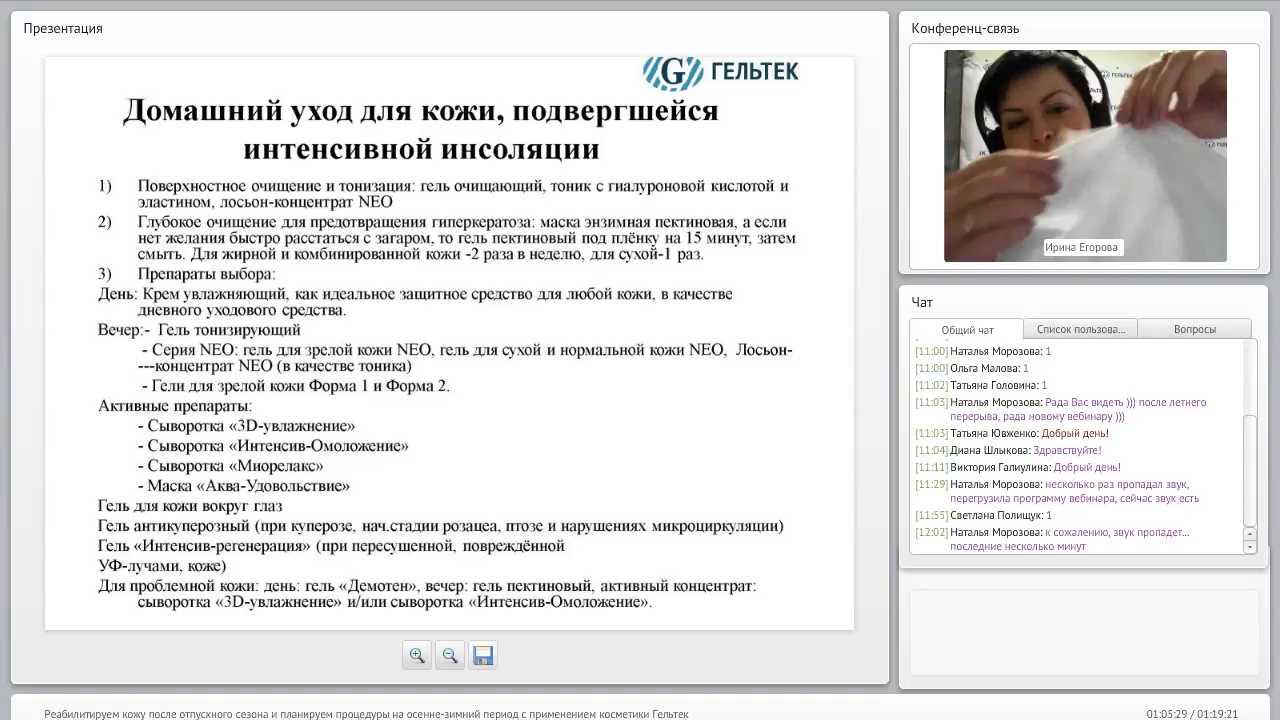 Презентация
ГЕЛЬТЕК
Домашний уход для кожи, подвергшейся
интенсивной инсоляции
1) Поверхностное очищение и тонизация: гель очищающий, тоник с гиалуроновой кислотой и
эластином, лосьон-концентрат NEO
2) Глубокое очищение для предотвращения гиперкератоза: маска энзимная пектиновая, а если
нет желания быстро расстаться с загаром, то гель пектиновый под плёнку на 15 минут, затем
смыть. Для жирной и комбинированной кожи -2 раза в неделю, для сухой-1 раз.
3) Препараты выбора:
День: Крем увлажняющий, как идеальное защитное средство для любой кожи, в качестве
дневного уходового средства.
Вечер:- Гель тонизирующий
- Серия NEO: гель для зрелой кожи NEO, гель для сухой и нормальной кожи NEO, Лосьон-
---концентрат NEO (в качестве тоника)
- Гели для зрелой кожи Форма 1 и Форма 2.
Активные препараты:
- Сыворотка «3D-увлажнение»
- Сыворотка «Интенсив-Омоложение»
- Сыворотка «Миорелакс»
- Маска «Аква-Удовольствие»
Гель для кожи вокруг глаз
Гель антикуперозный (при куперозе, нач.стадии розацеа, птозе и нарушениях микроциркуляции)
Гель «Интенсив-регенерация» (при пересушенной, повреждённой
УФ-лучами, коже)
Для проблемной кожи: день: гель «Демотен», вечер: гель пектиновый, активный концентрат:
сыворотка «3D-увлажнение» и/или сыворотка «Интенсив-Омоложение».
Конференц-связь
ГЕЛЬТЕК
Ирина Егорова
Чат
Общий чат
Список пользова...
Вопросы
[11:00] Наталья Морозова: 1
[11:00] Ольга Малова: 1
[11:02] Татьяна Головина: 1
[11:03] Наталья Морозова: Рада Вас видеть ))) после летнего
перерыва, рада новому вебинару )))
[11:03] Татьяна Ювженко: Добрый день!
[11:04] Диана Шлыкова: Здравствуйте!
[11:11] Виктория Галиулина: Добрый день!
[11:29] Наталья Морозова: несколько раз пропадал звук,
перегрузила программу вебинара, сейчас звук есть
[11:55] Светлана Полищук: 1
[12:02] Наталья Морозова: к сожалению, звук пропадет...
последние несколько минут
Реабилитируем кожу после отпускного сезона и планируем процедуры на осенне-зимний период с применением косметики Гельтек
01:05:29 / 01:19:21